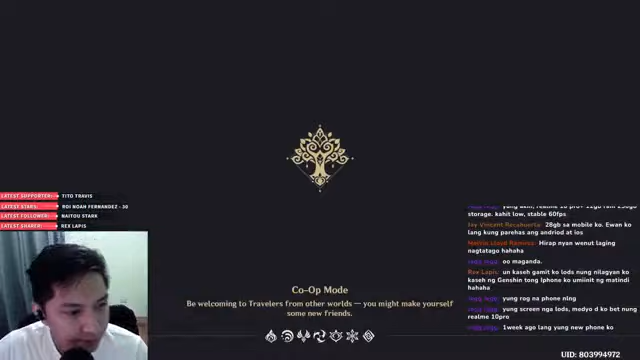 LATEST SUPPORTER: TITO TRAVIS
LATEST STARS: ROI NOAH FERNANDEZ - 30
LATEST FOLLOWER: NAITOU STARK
LATEST SHARER: REX LAPIS
storage. kahit low, stable 60fps
28gb sa mobile ko. Ewan ko
lang kung parehas ang andriod at ios
Hirap nyan wenut laging
nagtatago hahaha
oo maganda.
Rex Lapis: un kaseh gamit ko lods nung nilagyan ko
kaseh ng Genshin tong Iphone ko umiinit ng matindi
hahaha
yung rog na phone nlng
yung screen nga lods, modyo d ko bet nung
realme 10pro
1week ago lang yung new phone ko
Co-Op Mode
Be welcoming to Travelers from other worlds — you might make yourself
some new friends.
UID: 803994972